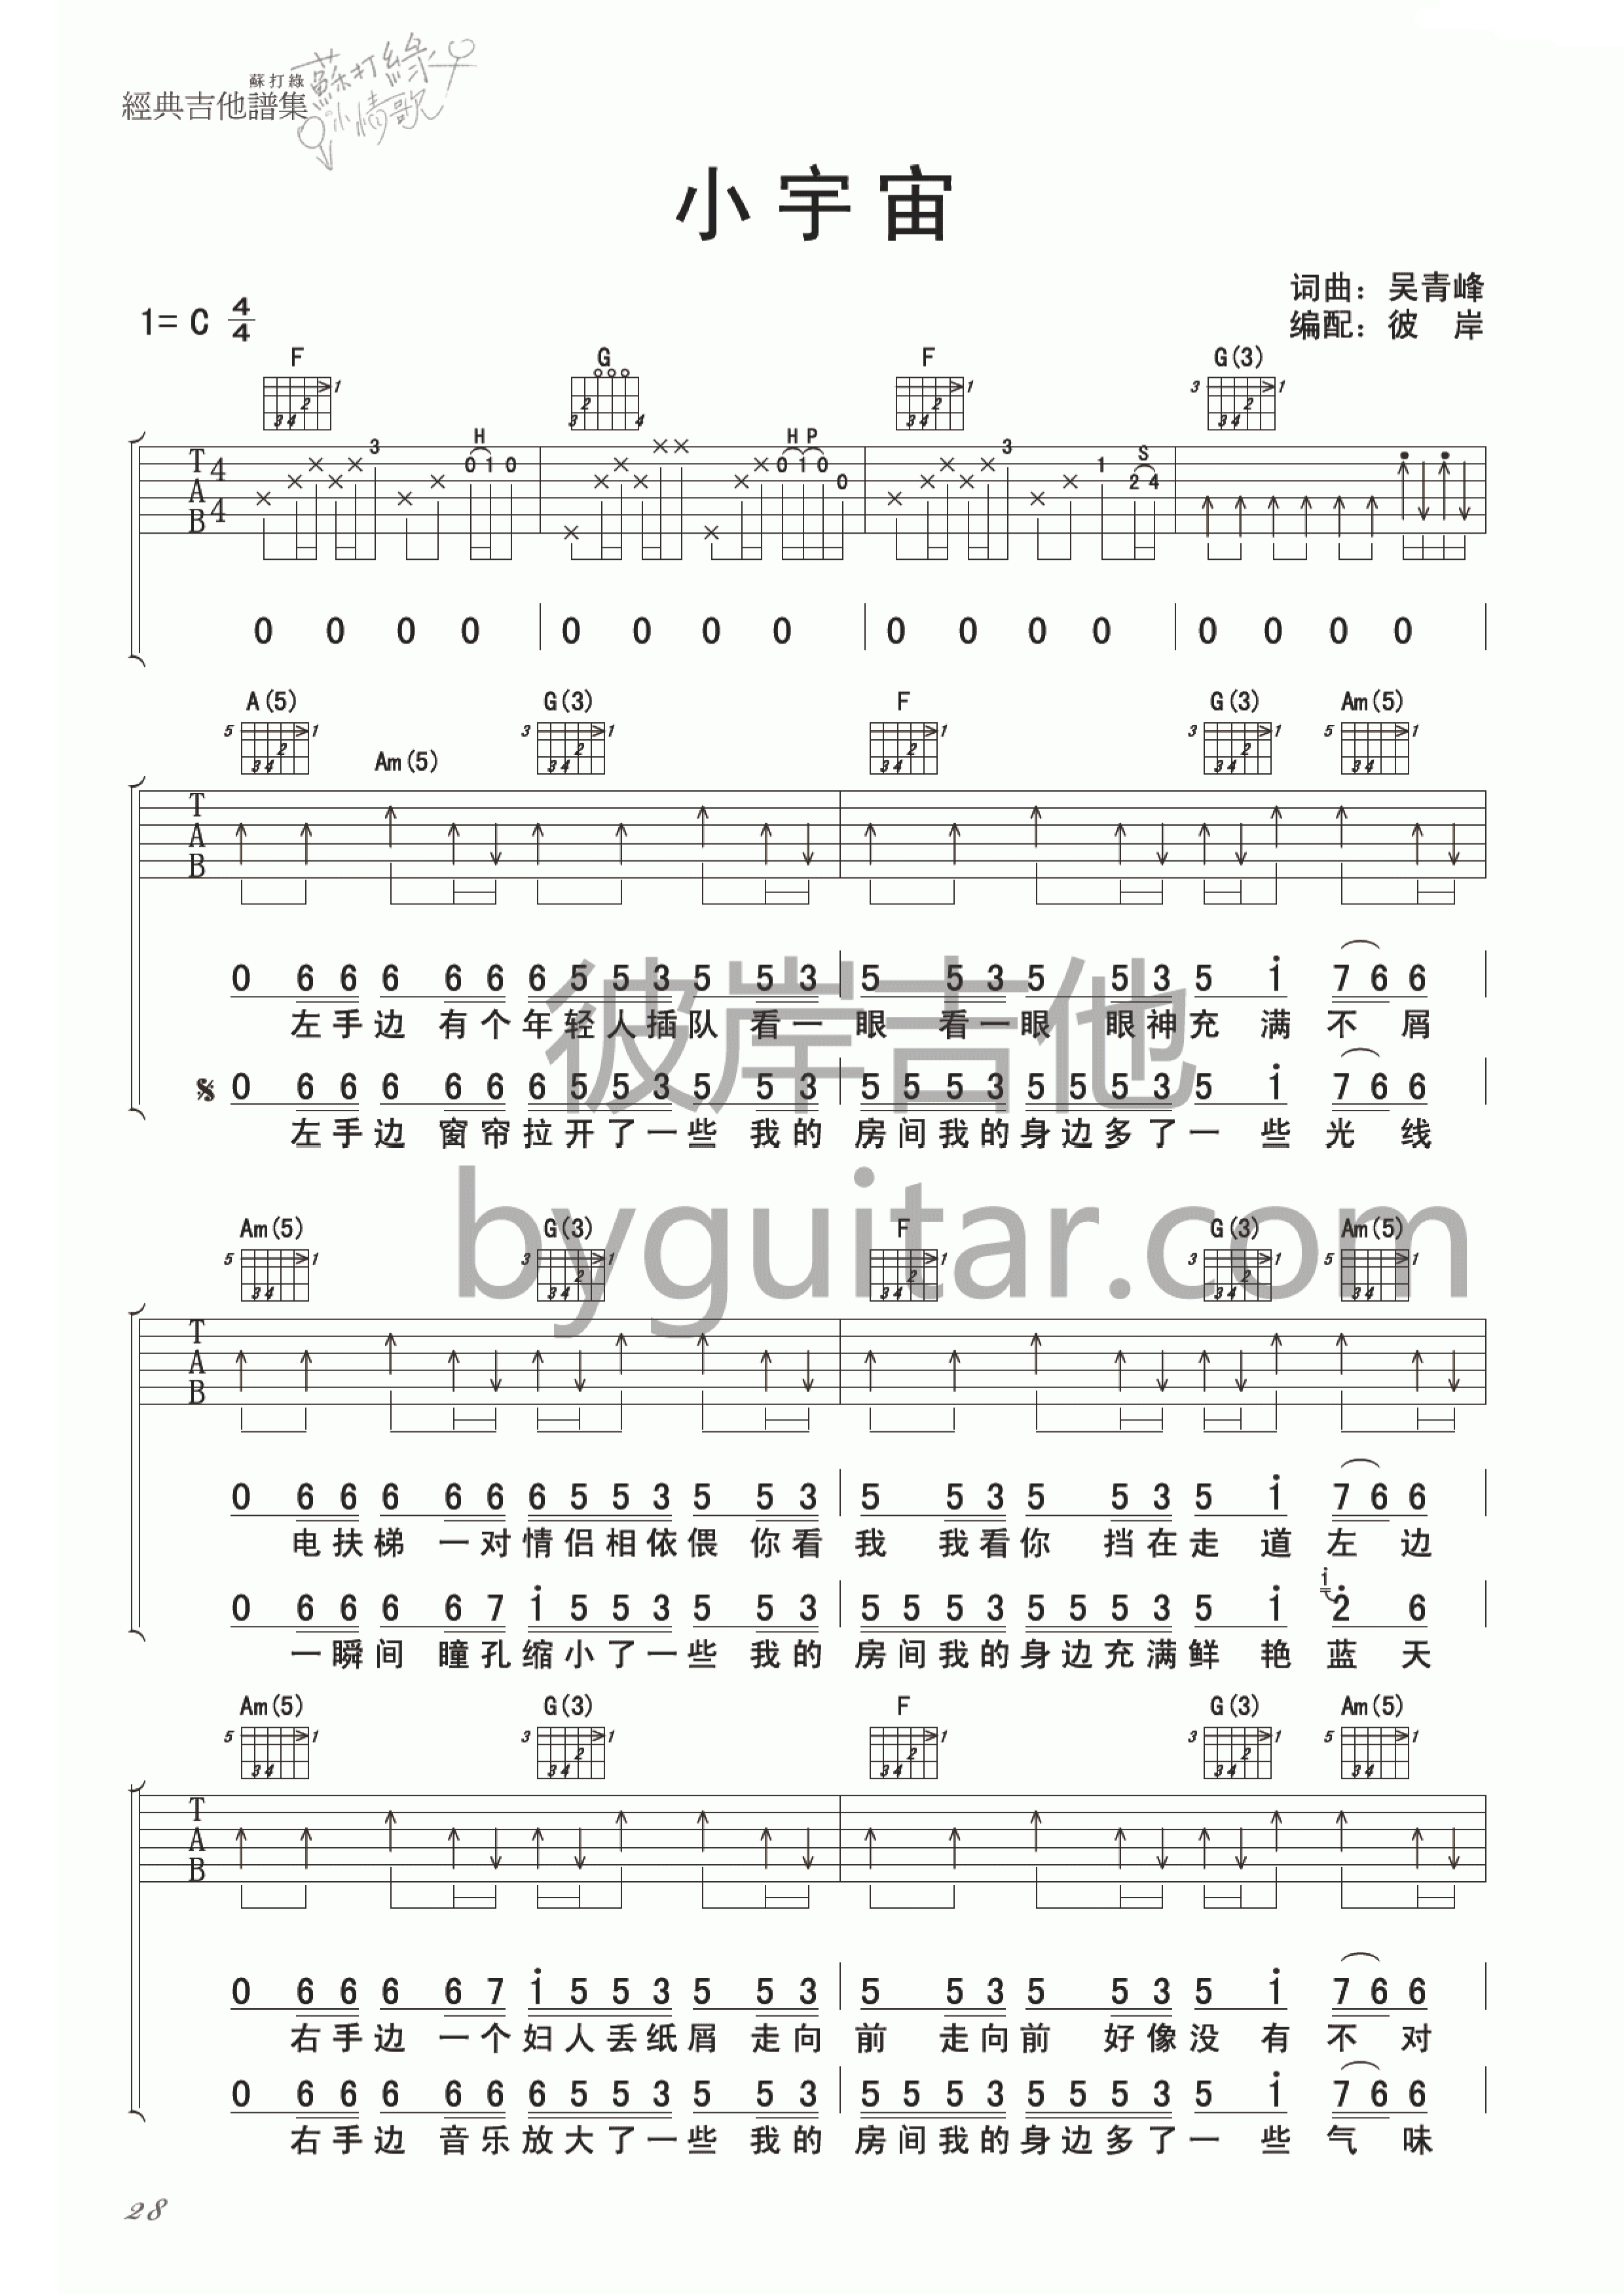 蘇打綠
經典吉他譜集
蘇打綠
小情歌
小宇宙
词曲：吴青峰
编配：彼 岸
1= C 4/4
F G F G(3)
1 2 3 4
3 2 4
1 2 3 4
3 1 2 3 4
H H P S
T A B 4 4
3 0 1 0 0 1 0 0 3 1 2 4
0 0 0 0 | 0 0 0 0 | 0 0 0 0 | 0 0 0 0
A(5) Am(5) G(3) F G(3) Am(5)
T A B
0 6 6 6 6 6 6 5 5 3 5 5 3 | 5 5 3 5 5 3 5 i 7 6 6
左手边 有个年轻人插队 看一眼 看一眼 眼神充满不屑
0 6 6 6 6 6 6 5 5 3 5 5 3 | 5 5 5 3 5 5 5 3 5 i 7 6 6
左手边 窗帘拉开了一些 我的房间我的身边多了一些光线
彼岸吉他
byguitar.com
Am(5) G(3) F G(3) Am(5)
T A B
0 6 6 6 6 6 6 5 5 3 5 5 3 | 5 5 3 5 5 3 5 i 7 6 6
电扶梯 一对情侣相依偎 你看我 我看你 挡在走道左边
0 6 6 6 6 7 i 5 5 3 5 5 3 | 5 5 5 3 5 5 5 3 5 i i 2 6
一瞬间 瞳孔缩小了一些 我的房间我的身边充满鲜艳蓝天
Am(5) G(3) F G(3) Am(5)
T A B
0 6 6 6 6 7 i 5 5 3 5 5 3 | 5 5 3 5 5 3 5 i 7 6 6
右手边 一个妇人丢纸屑 走向前 走向前 好像没有不对
0 6 6 6 6 6 6 5 5 3 5 5 3 | 5 5 5 3 5 5 5 3 5 i 7 6 6
右手边 音乐放大了一些 我的房间我的身边多了一些气味
28